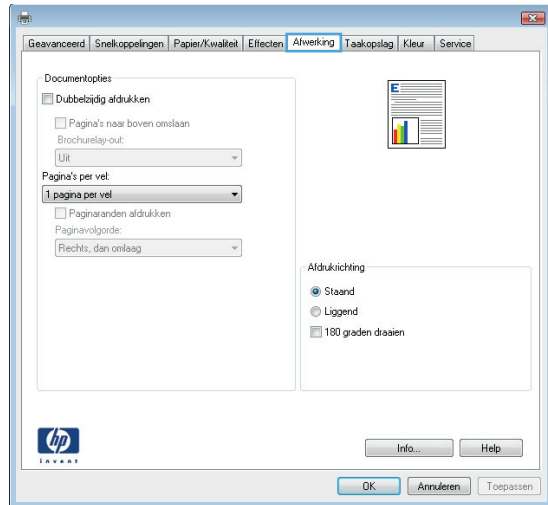 Geavanceerd Snelkoppelingen Papier/Kwaliteit Effecten Afwerking Taakopslag Kleur Service
Documentopties
Dubbelzijdig afdrukken
Pagina's naar boven omslaan
Brochurelay-out:
Uit
Pagina's per vel:
1 pagina per vel
Paginaranden afdrukken
Paginavolgorde:
Rechts, dan omlaag
E
Afdrukrichting
Staand
Liggend
180 graden draaien
hp
invent
Info... Help
OK Annuleren Toepassen